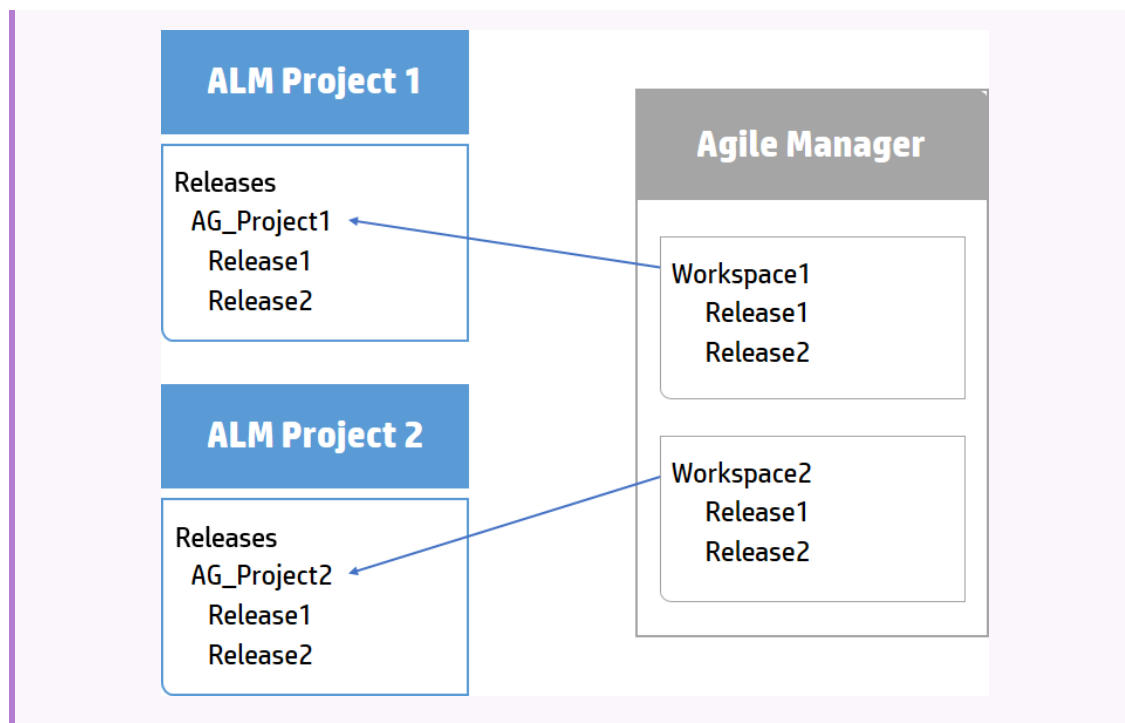 ALM Project 1
Releases
AG_Project1
Release1
Release2
ALM Project 2
Releases
AG_Project2
Release1
Release2
Agile Manager
Workspace1
Release1
Release2
Workspace2
Release1
Release2